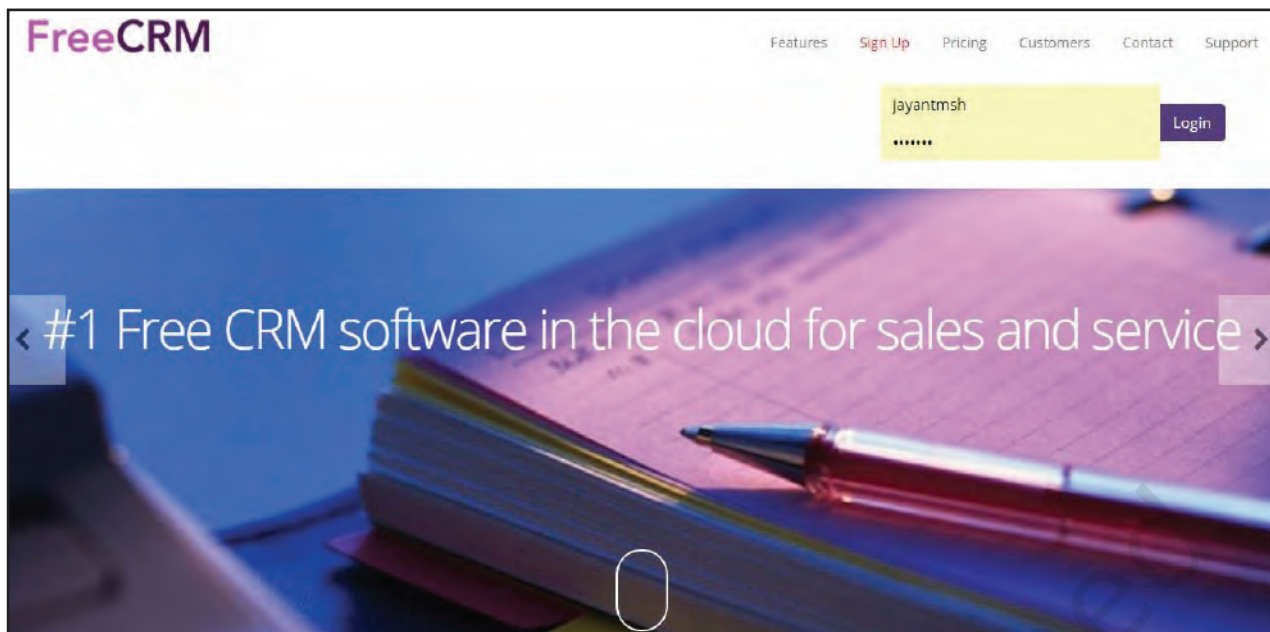 FreeCRM
Features Sign Up Pricing Customers Contact Support
jayantmsh
•••••••
Login
#1 Free CRM software in the cloud for sales and service